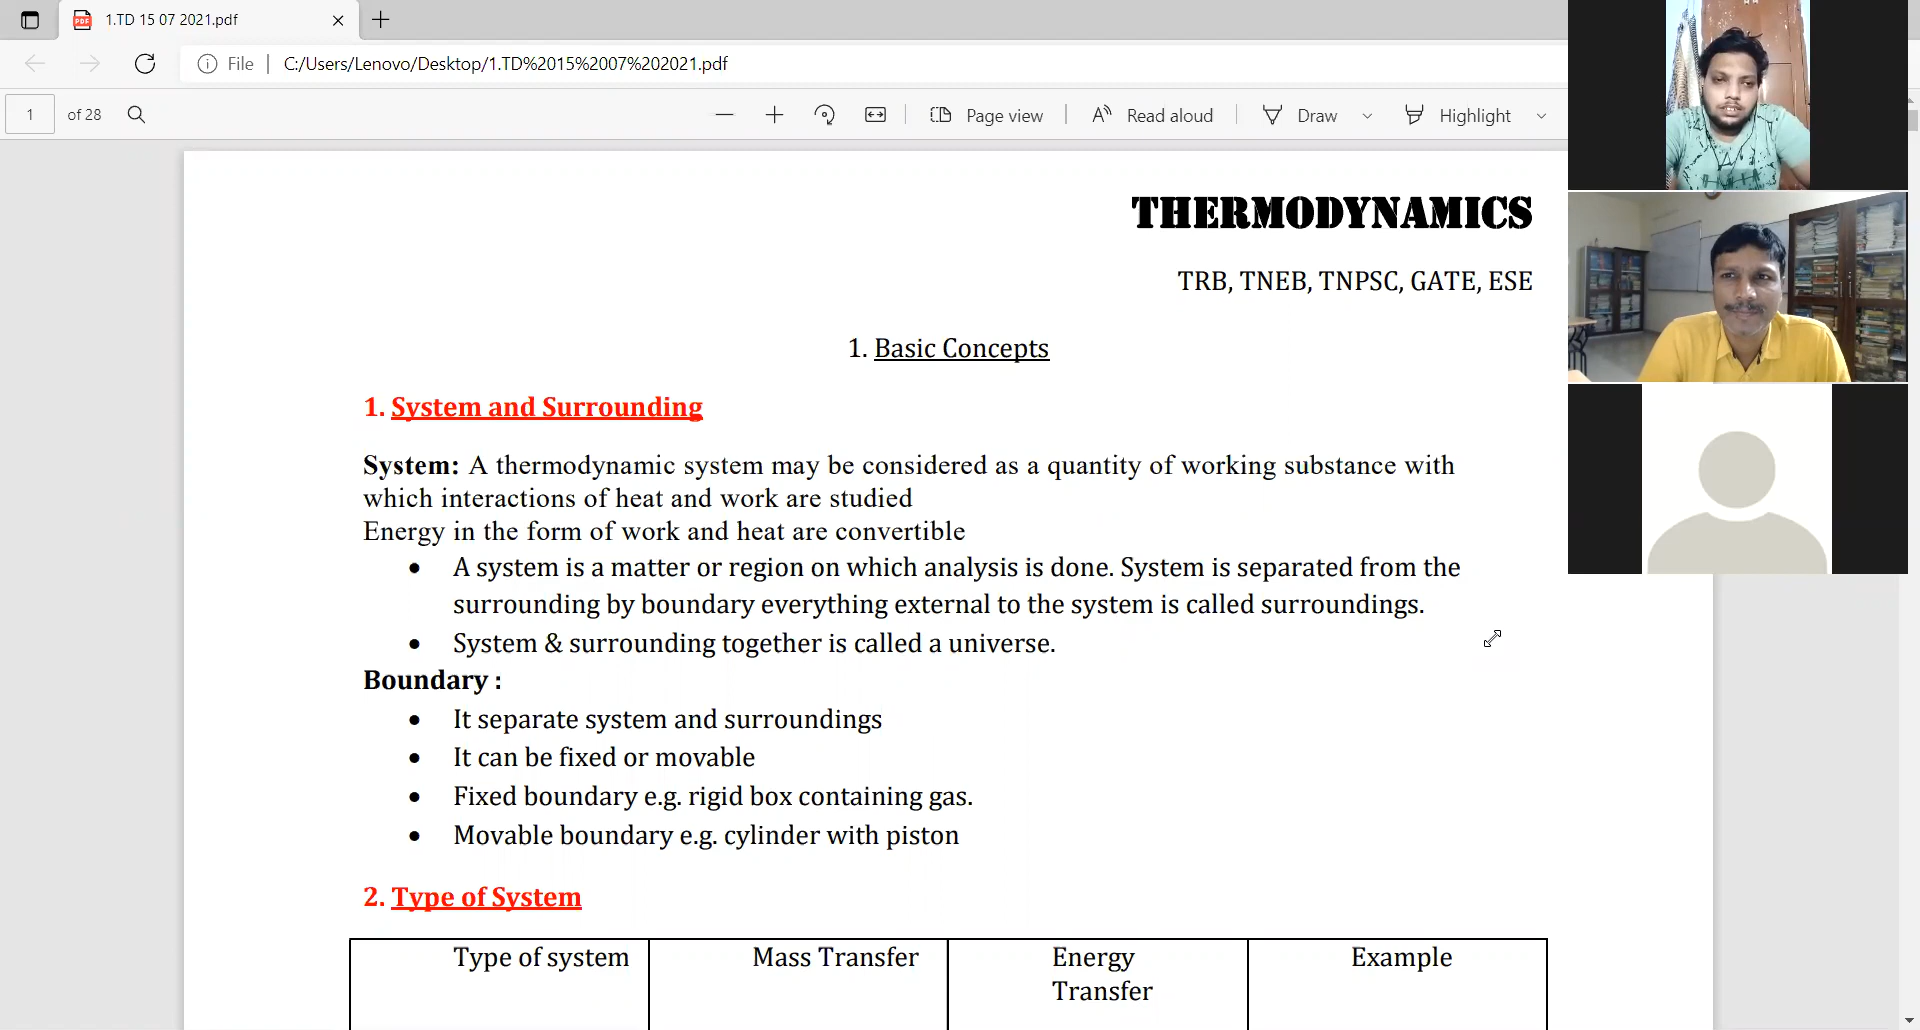 1.TD 15 07 2021.pdf
File
C:/Users/Lenovo/Desktop/1.TD%2015%2007%202021.pdf
1 of 28
Page view
Read aloud
Draw
Highlight
THERMODYNAMICS
TRB, TNEB, TNPSC, GATE, ESE
1. Basic Concepts
1. System and Surrounding
System: A thermodynamic system may be considered as a quantity of working substance with
which interactions of heat and work are studied
Energy in the form of work and heat are convertible
• A system is a matter or region on which analysis is done. System is separated from the
surrounding by boundary everything external to the system is called surroundings.
• System & surrounding together is called a universe.
Boundary :
• It separate system and surroundings
• It can be fixed or movable
• Fixed boundary e.g. rigid box containing gas.
• Movable boundary e.g. cylinder with piston
2. Type of System
Type of system Mass Transfer Energy Example
Transfer